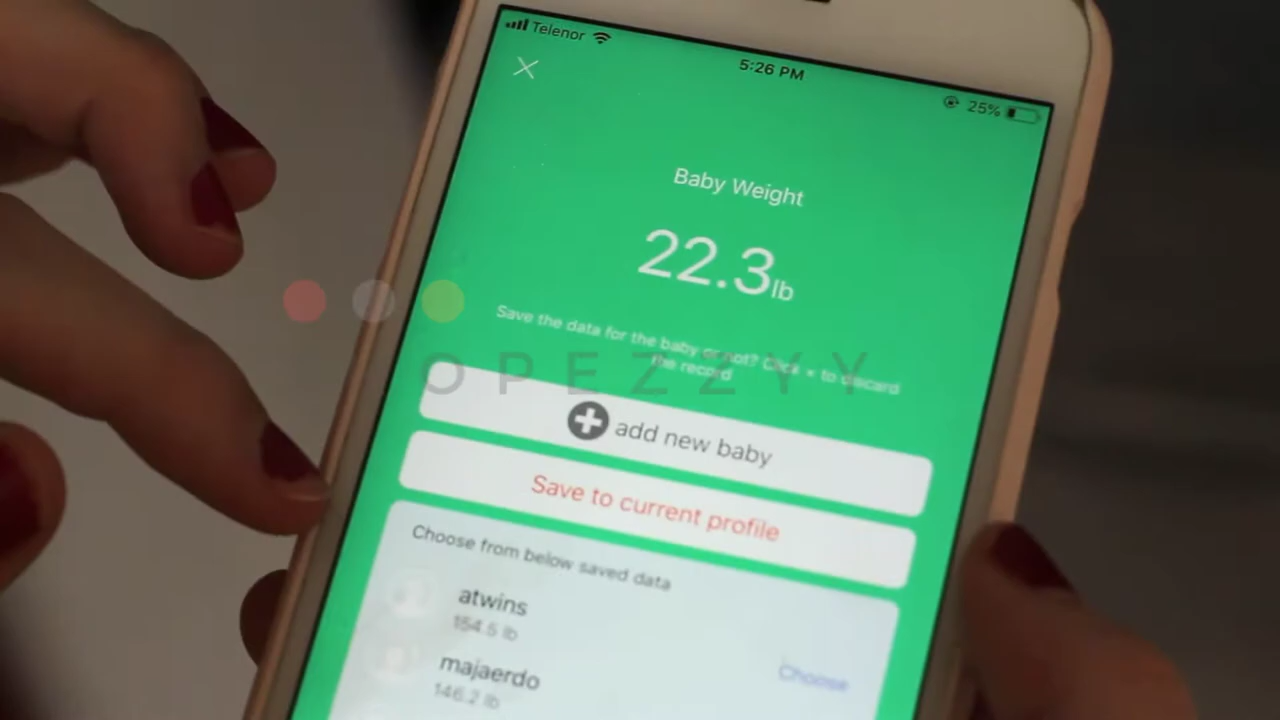 Telenor
5:26 PM
25%
Baby Weight
22.3lb
Save the data for the baby or not? Click × to discard
the record
OPEZZYY
add new baby
Save to current profile
Choose from below saved data
atwins
154.5 lb
Choose
majaerdo
146.2 lb